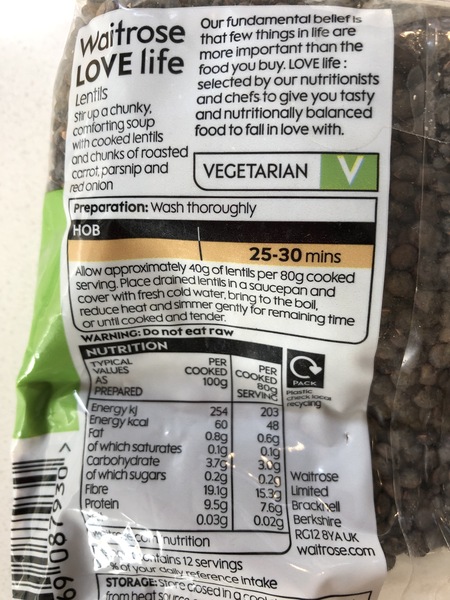 Waitrose
LOVE life
Lentils
Stir up a chunky,
comforting soup
with cooked lentils
and chunks of roasted
carrot, parsnip and
red onion
Our fundamental belief is
that few things in life are
more important than the
food you buy. LOVE life :
selected by our nutritionists
and chefs to give you tasty
and nutritionally balanced
food to fall in love with.
VEGETARIAN V
Preparation: Wash thoroughly
HOB
25-30 mins
Allow approximately 40g of lentils per 80g cooked
serving. Place drained lentils in a saucepan and
cover with fresh cold water, bring to the boil,
reduce heat and simmer gently for remaining time
or until cooked and tender.
WARNING: Do not eat raw
NUTRITION
TYPICAL VALUES AS PREPARED PER COOKED 100g PER COOKED 80g SERVING
Energy kJ 254 203
Energy kcal 60 48
Fat 0.8g 0.6g
of which saturates 0.1g 0.1g
Carbohydrate 3.7g 3.0g
of which sugars 0.2g 0.2g
Fibre 19.1g 15.3g
Protein 9.5g 7.6g
0.03g 0.02g
PACK
Plastic
check local
recycling
Waitrose
Limited
Bracknell
Berkshire
RG12 8YA UK
waitrose.com
nutrition
12 servings
of your daily reference intake
STORAGE: Store closed in a cool
from heat
69 087930 >